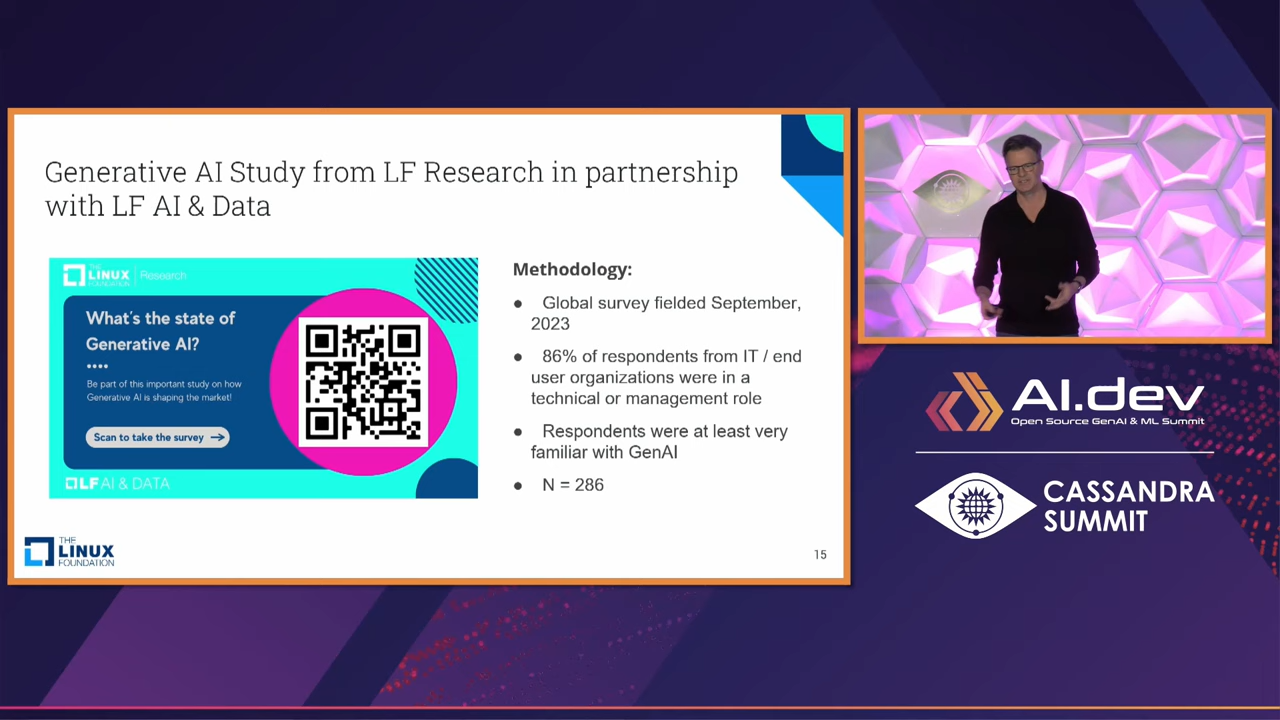 Generative AI Study from LF Research in partnership
with LF AI & Data
THE
LINUX
FOUNDATION
Research
What's the state of
Generative AI?
Be part of this important study on how
Generative AI is shaping the market!
Scan to take the survey →
LF AI & DATA
Methodology:
● Global survey fielded September,
2023
● 86% of respondents from IT / end
user organizations were in a
technical or management role
● Respondents were at least very
familiar with GenAI
● N = 286
THE
LINUX
FOUNDATION
15
AI.dev
Open Source GenAI & ML Summit
CASSANDRA
SUMMIT